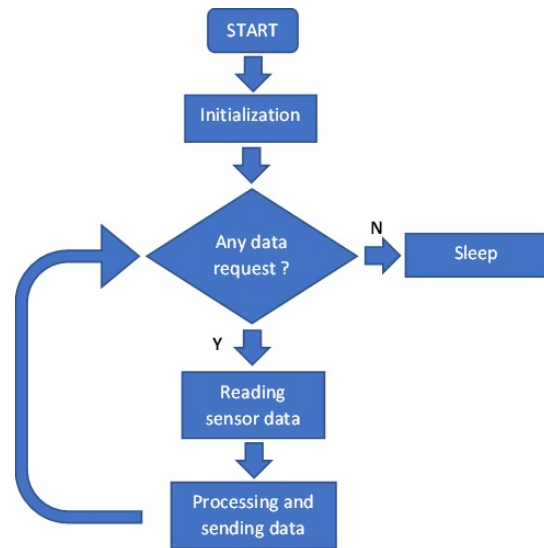 START
Initialization
Any data
request ?
N
Sleep
Y
Reading
sensor data
Processing and
sending data